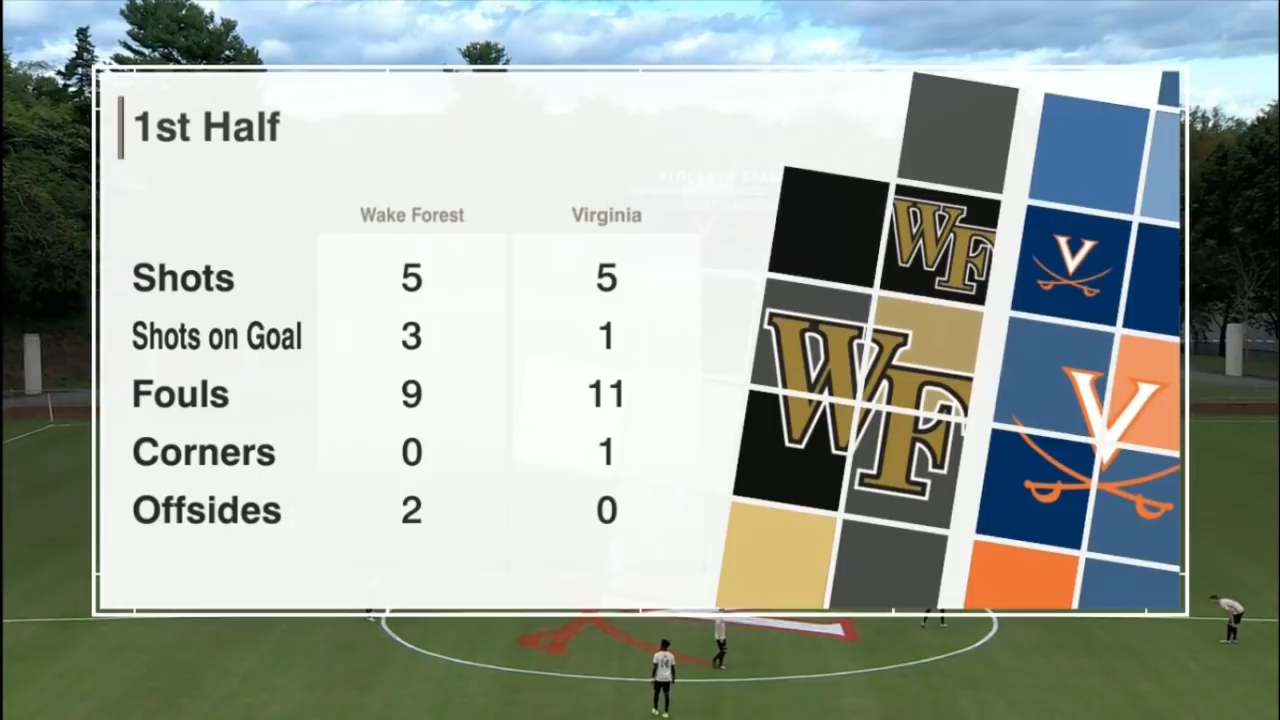 1st Half
Wake Forest Virginia
Shots 5 5
Shots on Goal 3 1
Fouls 9 11
Corners 0 1
Offsides 2 0
WF
V
WF
V
14